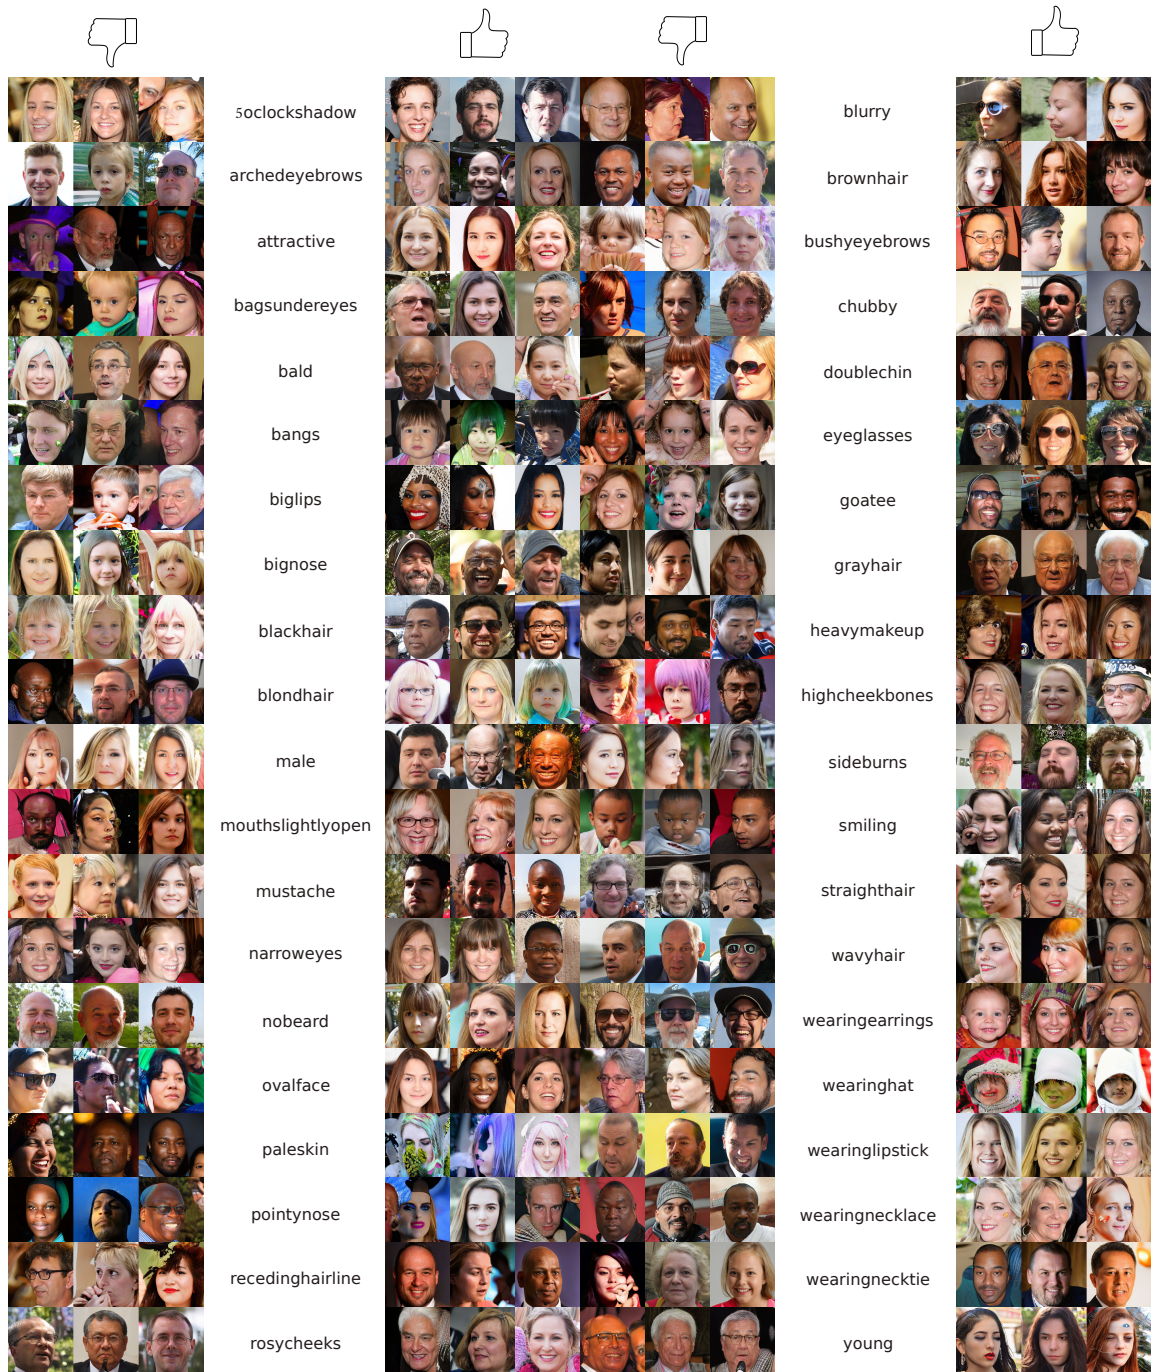 5oclockshadow
blurry
archedeyebrows
brownhair
attractive
bushyeyebrows
bagsundereyes
chubby
bald
doublechin
bangs
eyeglasses
biglips
goatee
bignose
grayhair
blackhair
heavymakeup
blondhair
highcheekbones
male
sideburns
mouthslightlyopen
smiling
mustache
straighthair
narroweyes
wavyhair
nobeard
wearingearrings
ovalface
wearinghat
paleskin
wearinglipstick
pointynose
wearingnecklace
recedinghairline
wearingnecktie
rosycheeks
young